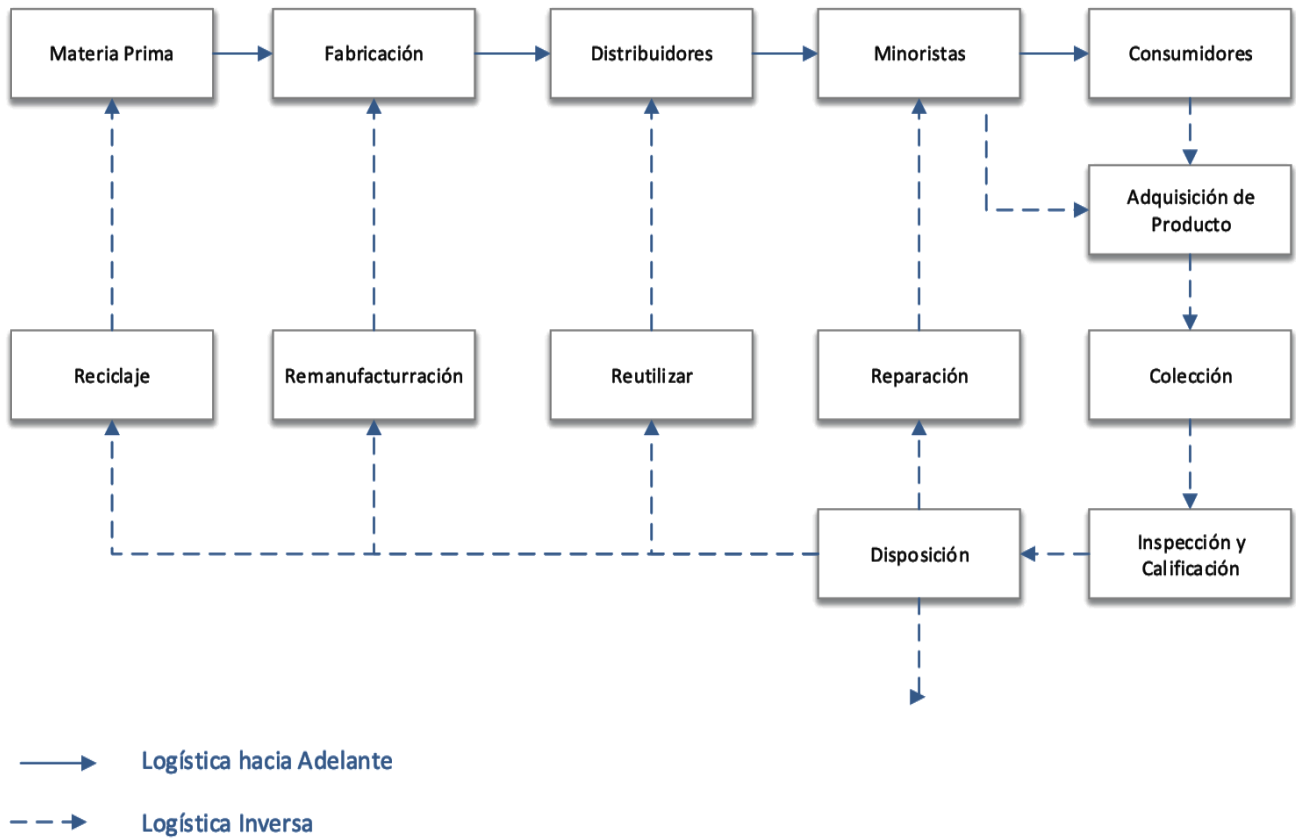 Materia Prima
Fabricación
Distribuidores
Minoristas
Consumidores
Adquisición de
Producto
Reciclaje
Remanufacturración
Reutilizar
Reparación
Colección
Disposición
Inspección y
Calificación
Logística hacia Adelante
Logística Inversa